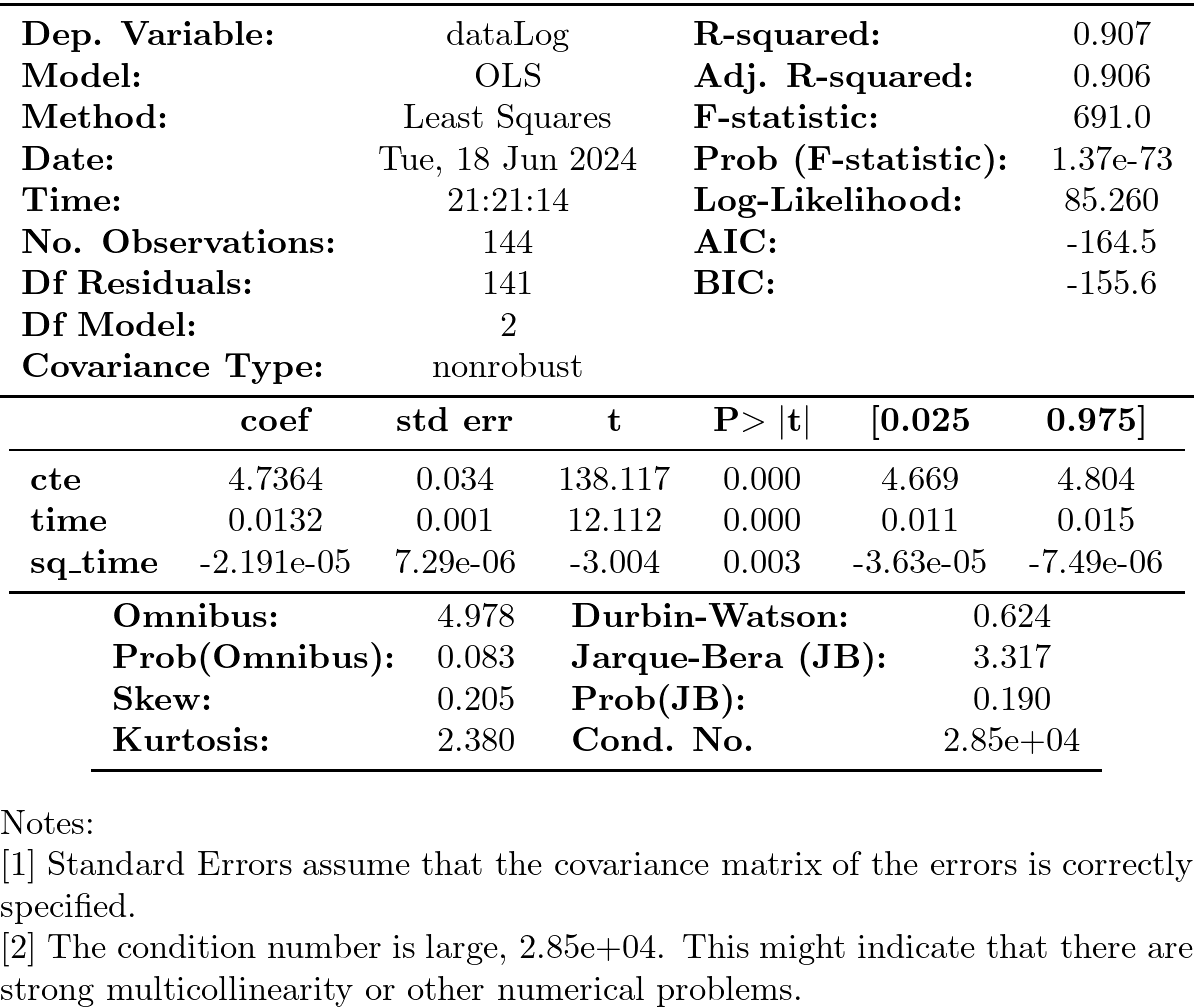 Dep. Variable: dataLog R-squared: 0.907
Model: OLS Adj. R-squared: 0.906
Method: Least Squares F-statistic: 691.0
Date: Tue, 18 Jun 2024 Prob (F-statistic): 1.37e-73
Time: 21:21:14 Log-Likelihood: 85.260
No. Observations: 144 AIC: -164.5
Df Residuals: 141 BIC: -155.6
Df Model: 2
Covariance Type: nonrobust
coef std err t P> |t| [0.025 0.975]
cte 4.7364 0.034 138.117 0.000 4.669 4.804
time 0.0132 0.001 12.112 0.000 0.011 0.015
sq_time -2.191e-05 7.29e-06 -3.004 0.003 -3.63e-05 -7.49e-06
Omnibus: 4.978 Durbin-Watson: 0.624
Prob(Omnibus): 0.083 Jarque-Bera (JB): 3.317
Skew: 0.205 Prob(JB): 0.190
Kurtosis: 2.380 Cond. No. 2.85e+04
Notes:
[1] Standard Errors assume that the covariance matrix of the errors is correctly
specified.
[2] The condition number is large, 2.85e+04. This might indicate that there are
strong multicollinearity or other numerical problems.